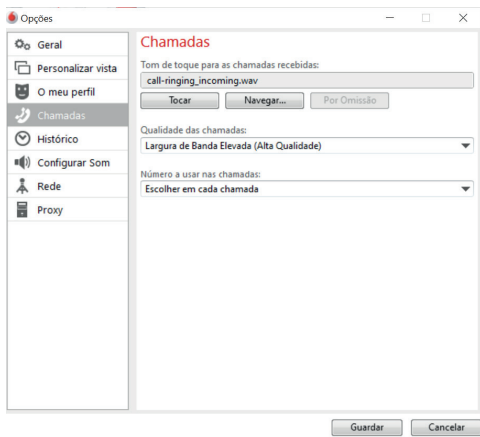 Opções
Geral
Personalizar vista
O meu perfil
Chamadas
Histórico
Configurar Som
Rede
Proxy
Chamadas
Tom de toque para as chamadas recebidas:
call-ringing_incoming.wav
Tocar Navegar... Por Omissão
Qualidade das chamadas:
Largura de Banda Elevada (Alta Qualidade)
Número a usar nas chamadas:
Escolher em cada chamada
Guardar Cancelar